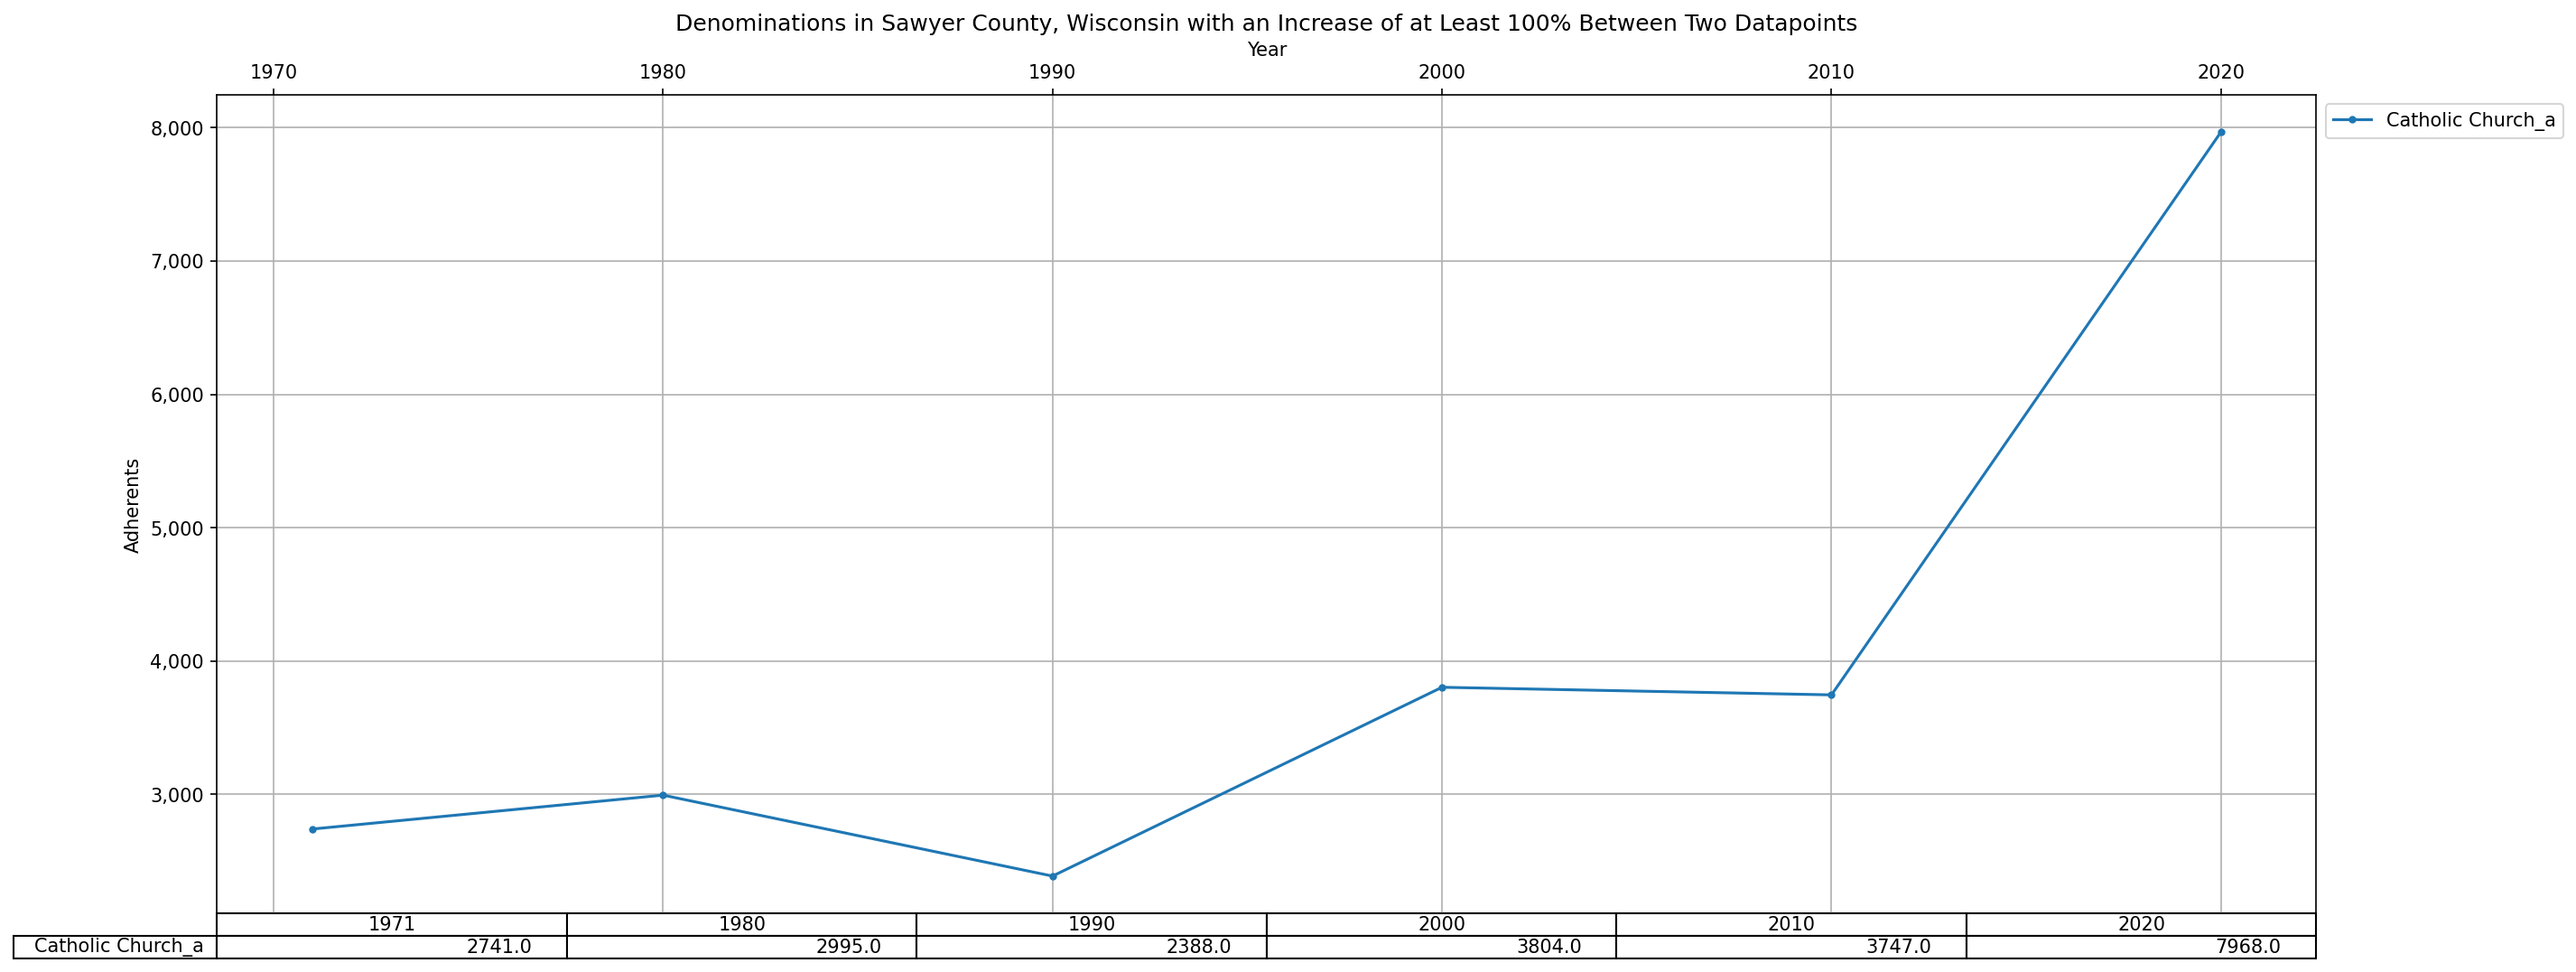 Denominations in Sawyer County, Wisconsin with an Increase of at Least 100% Between Two Datapoints
Year
1970 1980 1990 2000 2010 2020
Catholic Church_a
8,000
7,000
6,000
5,000
4,000
3,000
Adherents
1971 1980 1990 2000 2010 2020
Catholic Church_a 2741.0 2995.0 2388.0 3804.0 3747.0 7968.0